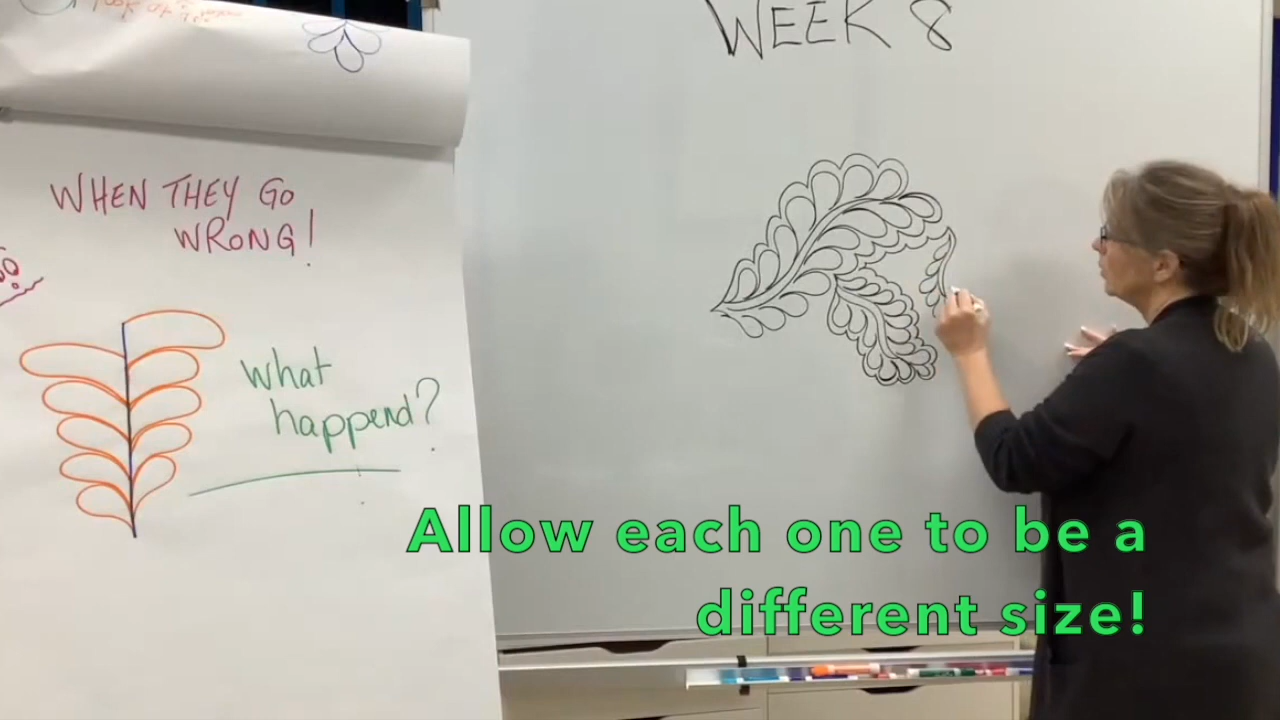 WEEK 8
WHEN THEY GO
WRONG!
What
happend?
Allow each one to be a
different size!